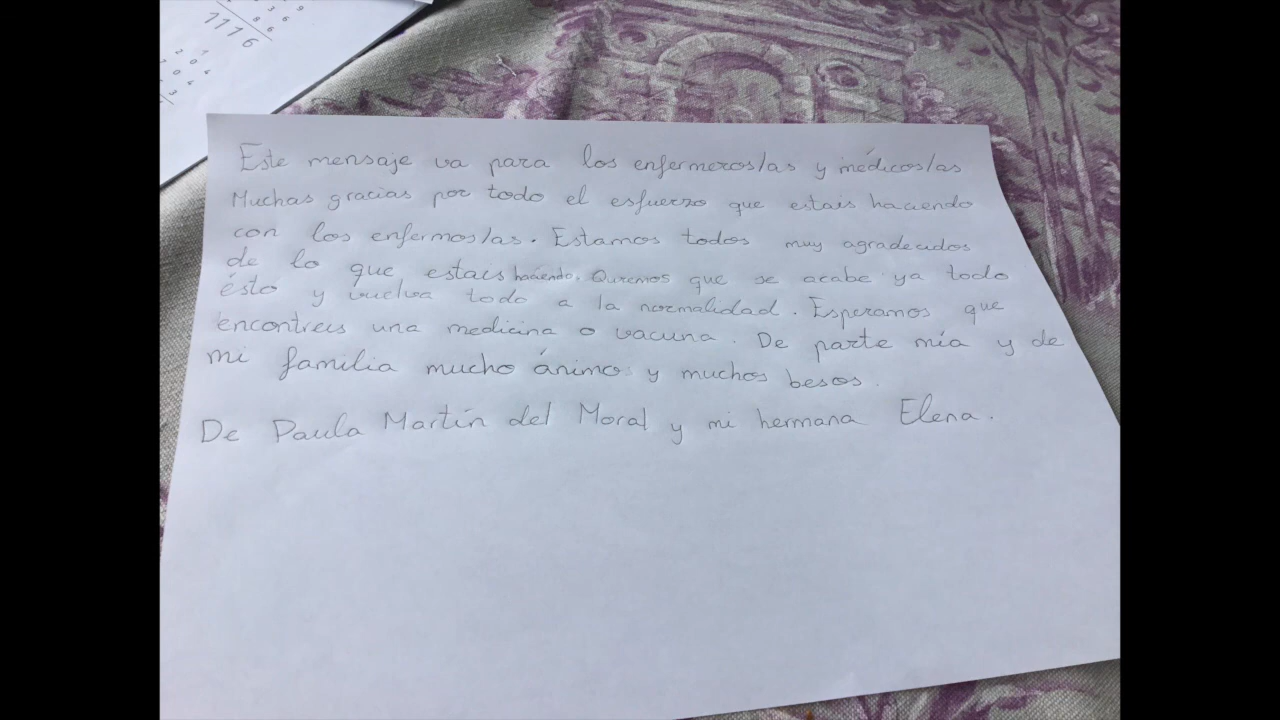 1116
Este mensaje va para los enfermeros/as y médicos/as
Muchas gracias por todo el esfuerzo que estais haciendo
con los enfermos/as. Estamos todos muy agradecidos
de lo que estais haciendo. Queremos que se acabe ya todo
ésto y vuelva todo a la normalidad. Esperamos que
encontreis una medicina o vacuna. De parte mía y de
mi familia mucho ánimo y muchos besos.
De Paula Martín del Moral y mi hermana Elena.